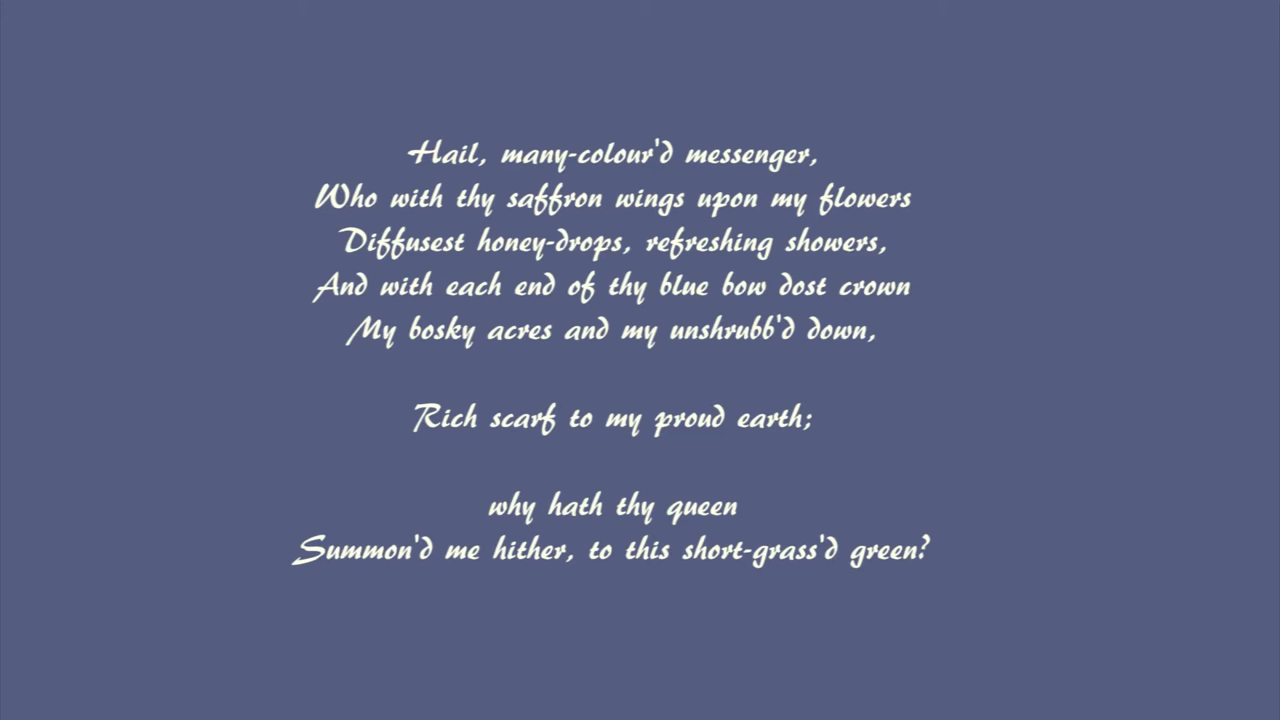 Hail, many-colour'd messenger,
Who with thy saffron wings upon my flowers
Diffusest honey-drops, refreshing showers,
And with each end of thy blue bow dost crown
My bosky acres and my unshrubb'd down,
Rich scarf to my proud earth;
why hath thy queen
Summon'd me hither, to this short-grass'd green?